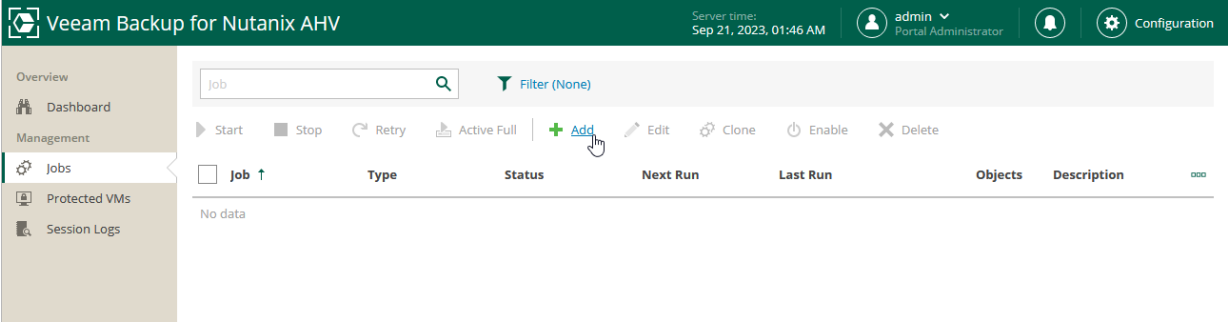 Veeam Backup for Nutanix AHV
Server time:
Sep 21, 2023, 01:46 AM
admin
Portal Administrator
Configuration
Overview
Dashboard
Management
Jobs
Protected VMs
Session Logs
Job
Filter (None)
Start Stop Retry Active Full Add Edit Clone Enable Delete
Job Type Status Next Run Last Run Objects Description
No data